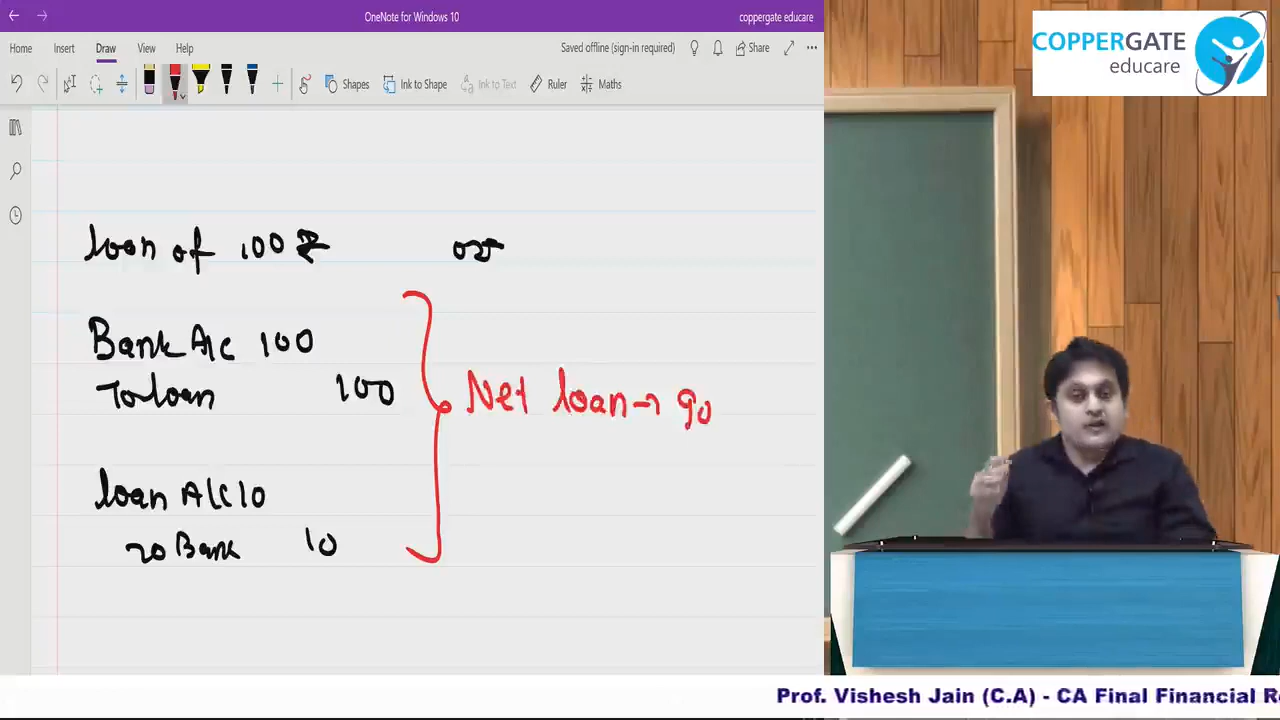 OneNote for Windows 10
coppergate educare
Home Insert Draw View Help
Saved offline (sign-in required)
Share
Shapes
Ink to Shape
Ink to Text
Ruler
Maths
COPPERGATE
educare
loan of 100 ₹
or
Bank A/c 100
To loan 100
Net loan → 90
loan A/c 10
To Bank 10
Prof. Vishesh Jain (C.A) - CA Final Financial Re